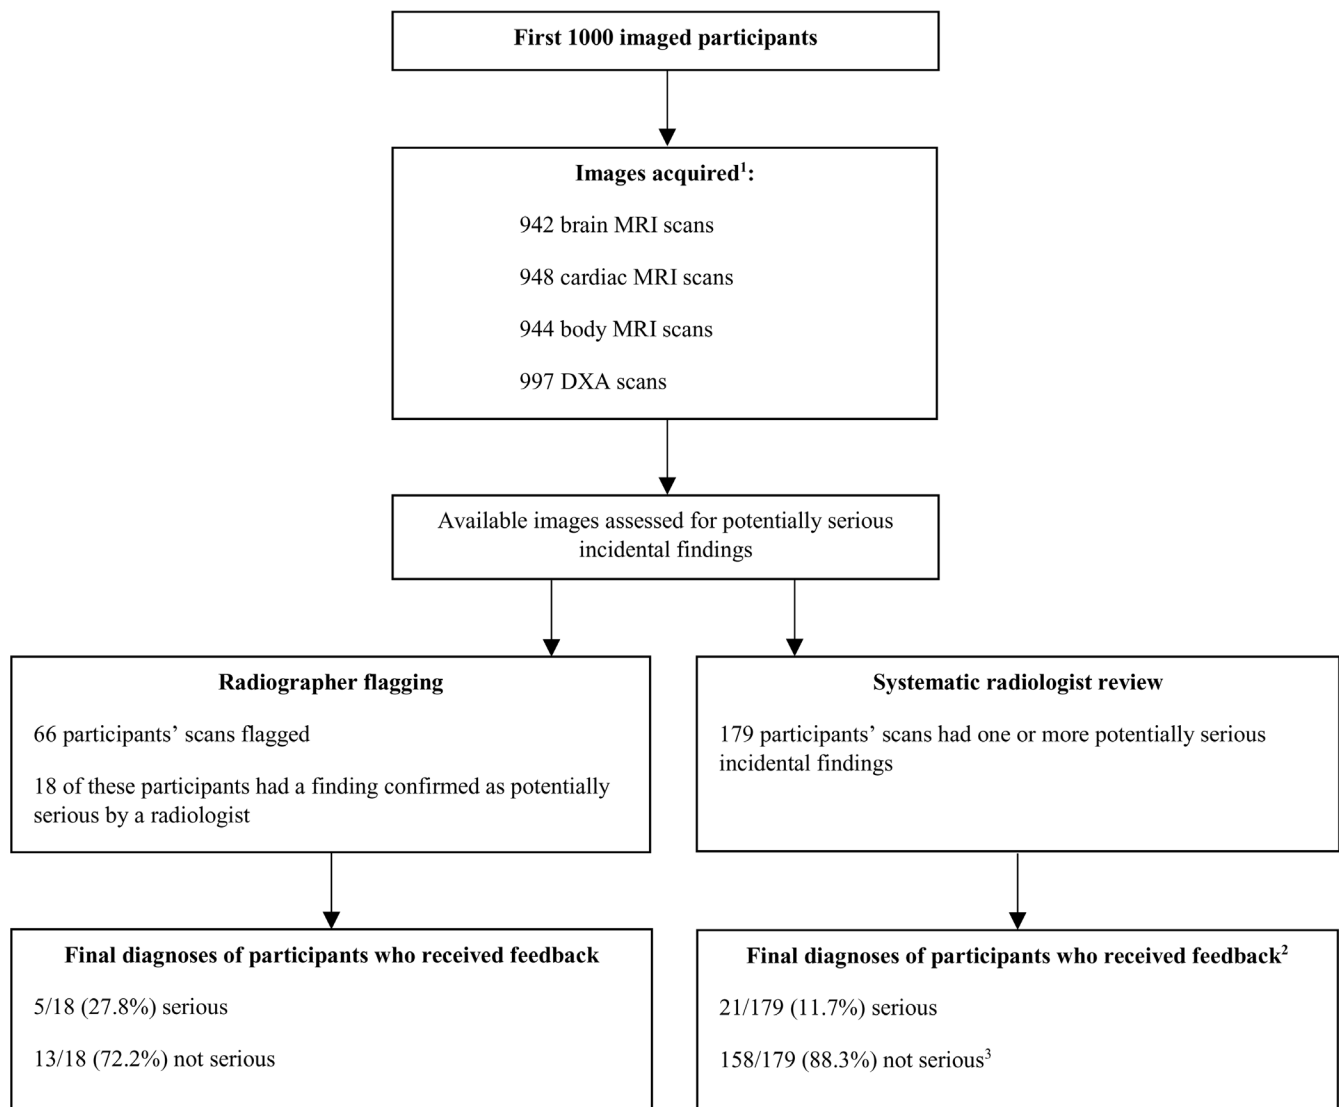 First 1000 imaged participants
Images acquired¹:
942 brain MRI scans
948 cardiac MRI scans
944 body MRI scans
997 DXA scans
Available images assessed for potentially serious
incidental findings
Radiographer flagging
66 participants’ scans flagged
18 of these participants had a finding confirmed as potentially
serious by a radiologist
Systematic radiologist review
179 participants’ scans had one or more potentially serious
incidental findings
Final diagnoses of participants who received feedback
5/18 (27.8%) serious
13/18 (72.2%) not serious
Final diagnoses of participants who received feedback²
21/179 (11.7%) serious
158/179 (88.3%) not serious³